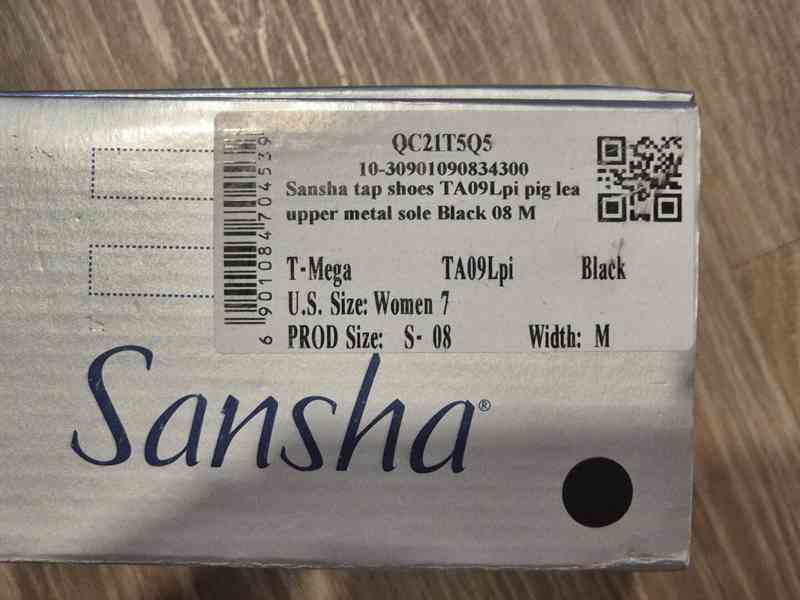 QC21T5Q5
10-30901090834300
Sansha tap shoes TA09Lpi pig lea
upper metal sole Black 08 M
T-Mega TA09Lpi Black
U.S. Size: Women 7
PROD Size: S- 08 Width: M
6 901084 704539
Sansha®